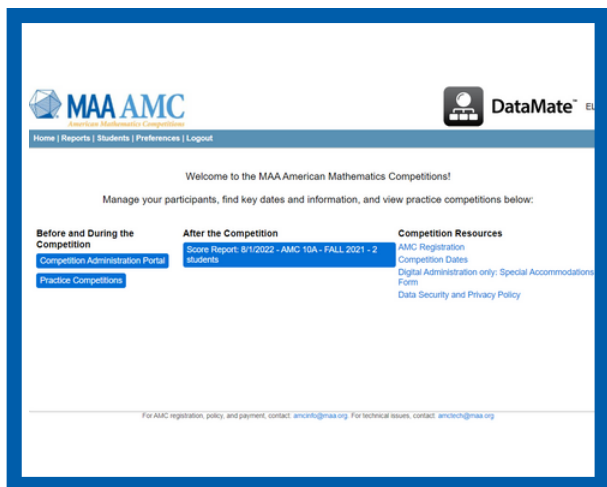 MAA AMC
American Mathematics Competitions
DataMate™
Home | Reports | Students | Preferences | Logout
Welcome to the MAA American Mathematics Competitions!
Manage your participants, find key dates and information, and view practice competitions below:
Before and During the
Competition
Competition Administration Portal
Practice Competitions
After the Competition
Score Report: 8/1/2022 - AMC 10A - FALL 2021 - 2
students
Competition Resources
AMC Registration
Competition Dates
Digital Administration only: Special Accommodations
Form
Data Security and Privacy Policy
For AMC registration, policy, and payment, contact: amcinfo@maa.org. For technical issues, contact: amctech@maa.org